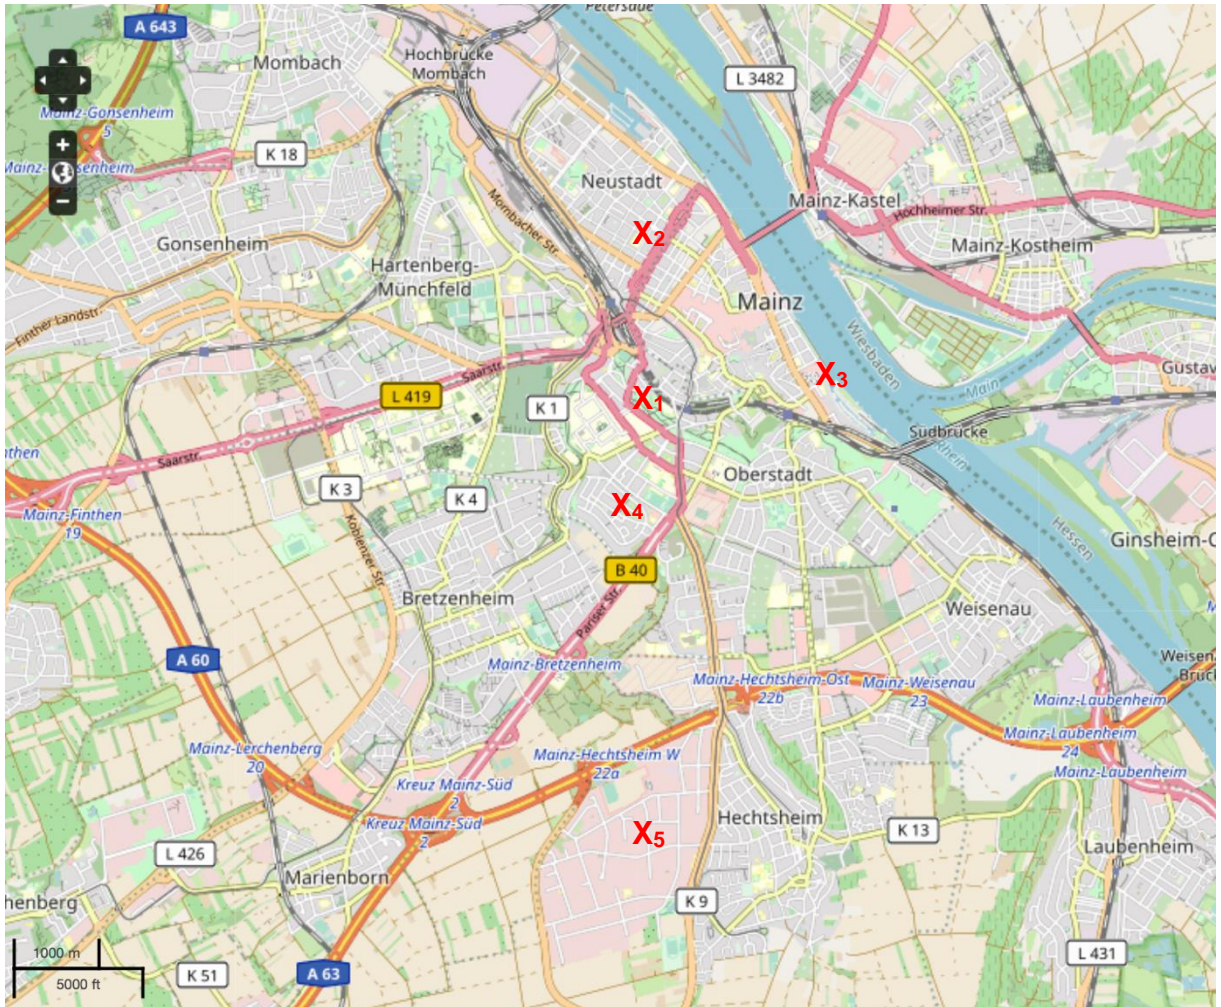 Petersaue
A 643
Mombach
Hochbrücke
Mombach
L 3482
Mainz-Gonsenheim
5
K 18
Neustadt
Mainz-Kastel
Hochheimer Str.
Mombacher Str.
X2
Gonsenheim
Mainz-Kostheim
Hartenberg-
Münchfeld
Mainz
Finther Landstr.
Wiesbaden
Main
Saarstr.
X3
Gustav
L 419
K 1
X1
Südbrücke
Rhein
Saarstr.
Oberstadt
K 3
K 4
X4
Mainz-Finthen
19
Koblenzer Str.
Hessen
Ginsheim-G
B 40
Bretzenheim
Pariser Str.
Weisenau
A 60
Mainz-Bretzenheim
Weisena
Brück
Mainz-Hechtsheim-Ost
22b
Mainz-Weisenau
23
Mainz-Laubenheim
Mainz-Laubenheim
24
Mainz-Lerchenberg
20
Mainz-Hechtsheim W
22a
Mainz-Laubenheim
Kreuz Mainz-Süd
2
Kreuz Mainz-Süd
2
X5
Hechtsheim
K 13
L 426
Laubenheim
Marienborn
K 9
henberg
1000 m
5000 ft
K 51
A 63
L 431